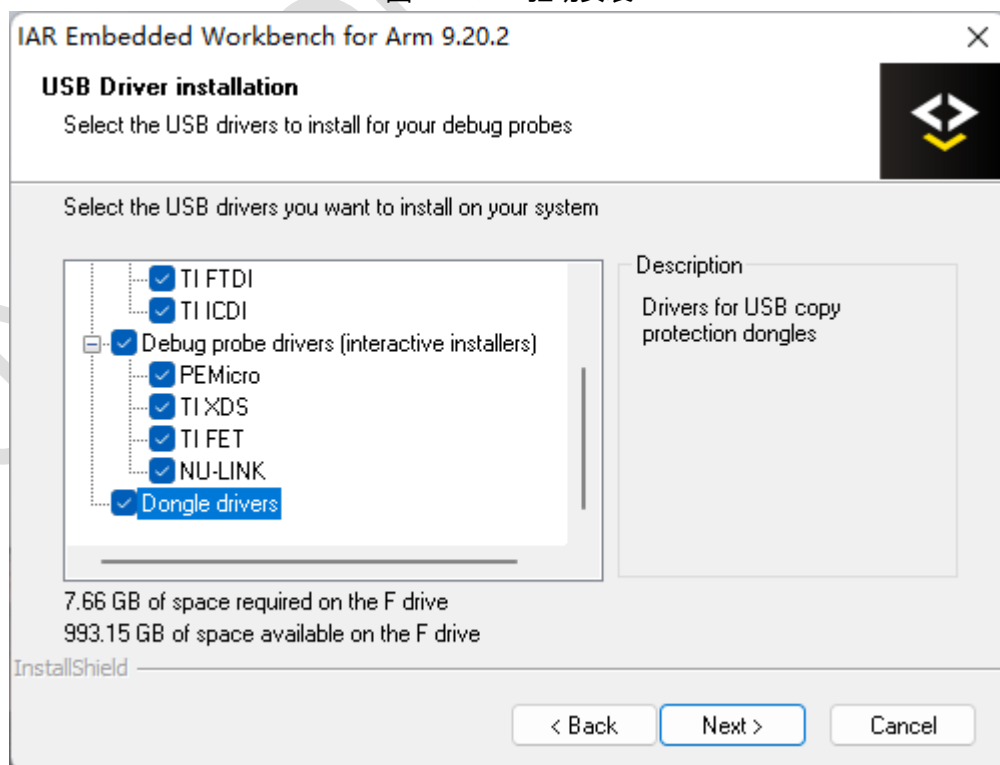 IAR Embedded Workbench for Arm 9.20.2
USB Driver installation
Select the USB drivers to install for your debug probes
Select the USB drivers you want to install on your system
TI FTDI
TI ICDI
Debug probe drivers (interactive installers)
PEMicro
TI XDS
TI FET
NU-LINK
Dongle drivers
Description
Drivers for USB copy
protection dongles
7.66 GB of space required on the F drive
993.15 GB of space available on the F drive
InstallShield
< Back
Next >
Cancel